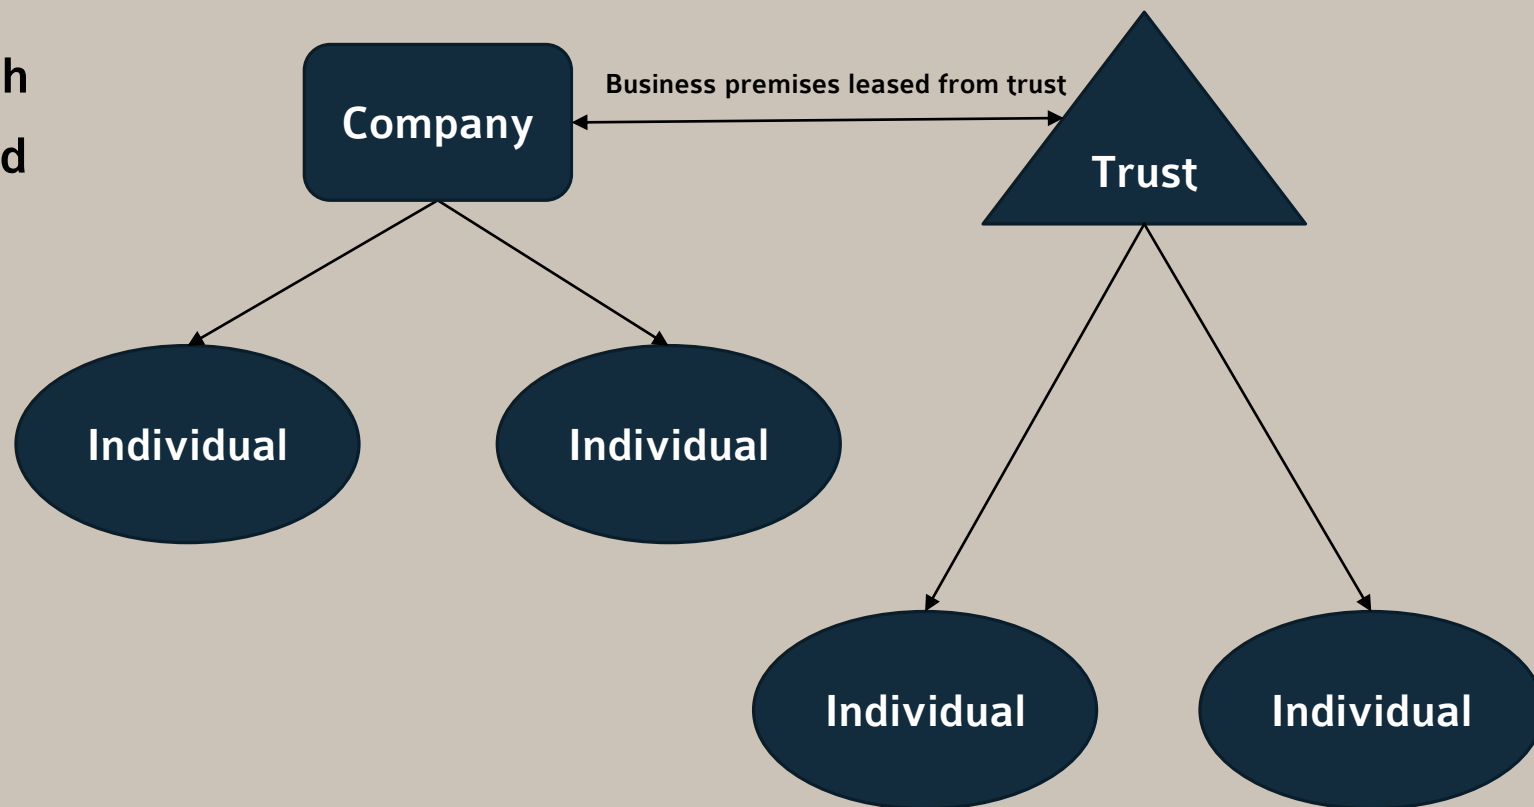 h
d
Business premises leased from trust
Company
Trust
Individual
Individual
Individual
Individual